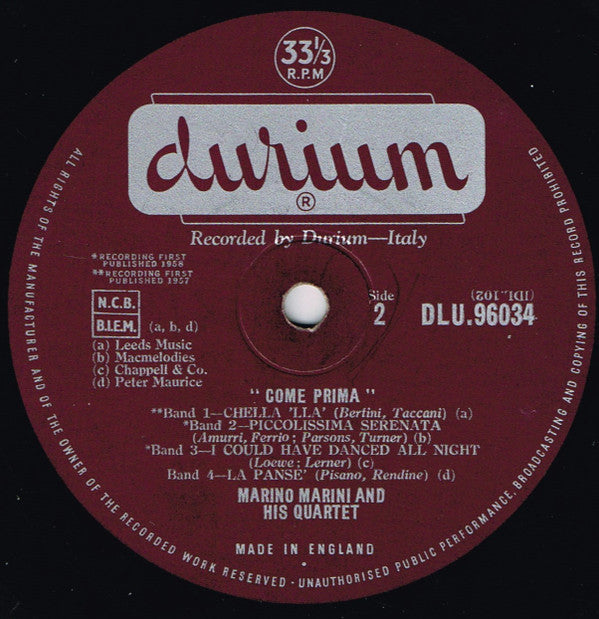 33⅓
R.P.M
durium
®
Recorded by Durium—Italy
*RECORDING FIRST
PUBLISHED 1958
**RECORDING FIRST
PUBLISHED 1957
N.C.B.
B.I.E.M. (a, b, d)
(a) Leeds Music
(b) Macmelodies
(c) Chappell & Co.
(d) Peter Maurice
Side
2
DLU.96034
(DL.102)
" COME PRIMA "
**Band 1—CHELLA 'LLA' (Bertini, Taccani) (a)
*Band 2—PICCOLISSIMA SERENATA
(Amurri, Ferrio ; Parsons, Turner) (b)
*Band 3—I COULD HAVE DANCED ALL NIGHT
(Loewe ; Lerner) (c)
Band 4—LA PANSE' (Pisano, Rendine) (d)
MARINO MARINI AND
HIS QUARTET
MADE IN ENGLAND
ALL RIGHTS OF THE MANUFACTURER AND OF THE OWNER OF THE RECORDED WORK RESERVED · UNAUTHORISED PUBLIC PERFORMANCE, BROADCASTING AND COPYING OF THIS RECORD PROHIBITED